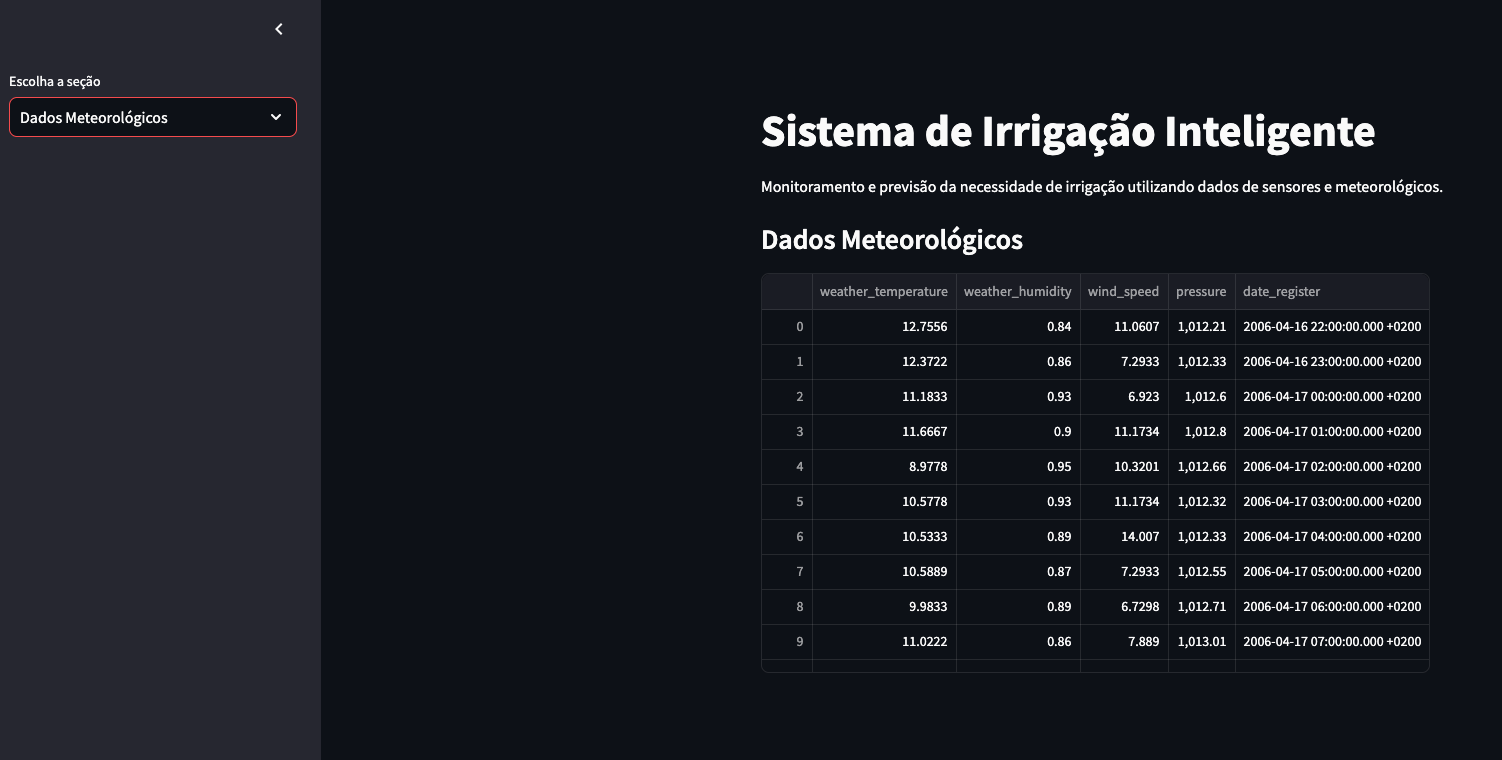 Escolha a seção
Dados Meteorológicos
Sistema de Irrigação Inteligente
Monitoramento e previsão da necessidade de irrigação utilizando dados de sensores e meteorológicos.
Dados Meteorológicos
weather_temperature weather_humidity wind_speed pressure date_register
0 12.7556 0.84 11.0607 1,012.21 2006-04-16 22:00:00.000 +0200
1 12.3722 0.86 7.2933 1,012.33 2006-04-16 23:00:00.000 +0200
2 11.1833 0.93 6.923 1,012.6 2006-04-17 00:00:00.000 +0200
3 11.6667 0.9 11.1734 1,012.8 2006-04-17 01:00:00.000 +0200
4 8.9778 0.95 10.3201 1,012.66 2006-04-17 02:00:00.000 +0200
5 10.5778 0.93 11.1734 1,012.32 2006-04-17 03:00:00.000 +0200
6 10.5333 0.89 14.007 1,012.33 2006-04-17 04:00:00.000 +0200
7 10.5889 0.87 7.2933 1,012.55 2006-04-17 05:00:00.000 +0200
8 9.9833 0.89 6.7298 1,012.71 2006-04-17 06:00:00.000 +0200
9 11.0222 0.86 7.889 1,013.01 2006-04-17 07:00:00.000 +0200